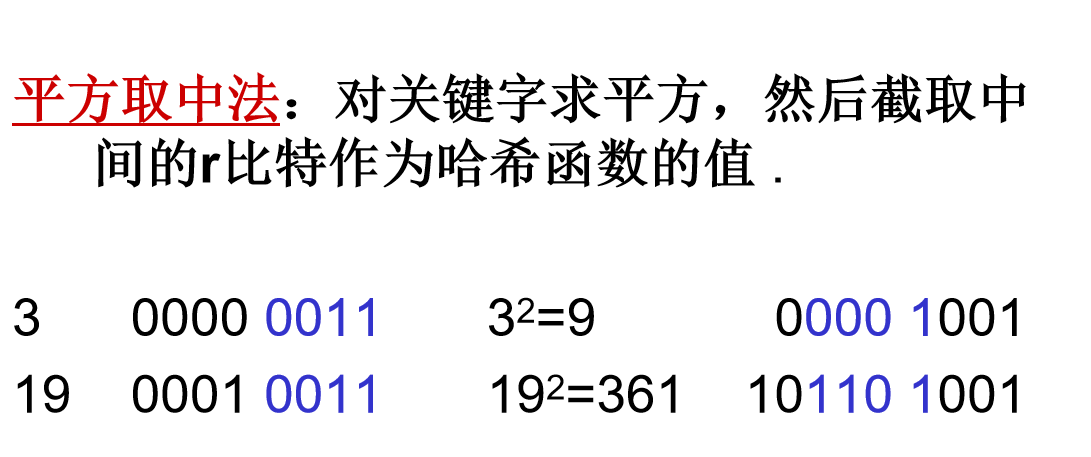 平方取中法：对关键字求平方，然后截取中
间的r比特作为哈希函数的值 .
3 0000 0011 3²=9 0000 1001
19 0001 0011 19²=361 10110 1001